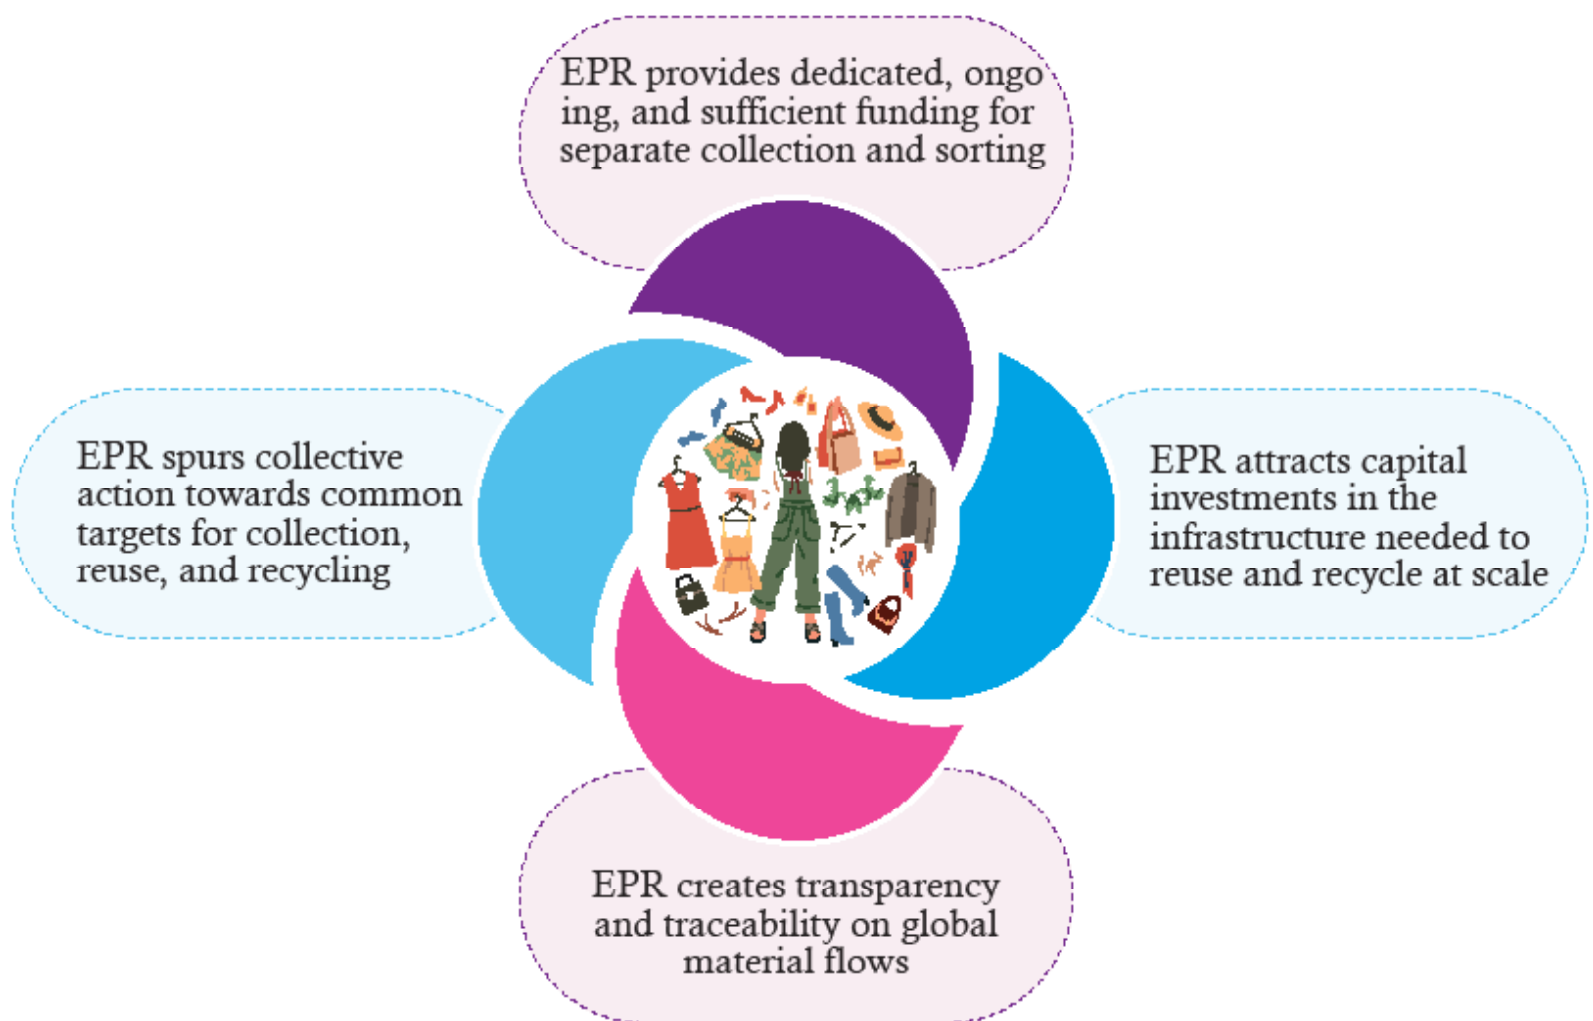 EPR provides dedicated, ongo
ing, and sufficient funding for
separate collection and sorting
EPR spurs collective
action towards common
targets for collection,
reuse, and recycling
EPR attracts capital
investments in the
infrastructure needed to
reuse and recycle at scale
EPR creates transparency
and traceability on global
material flows